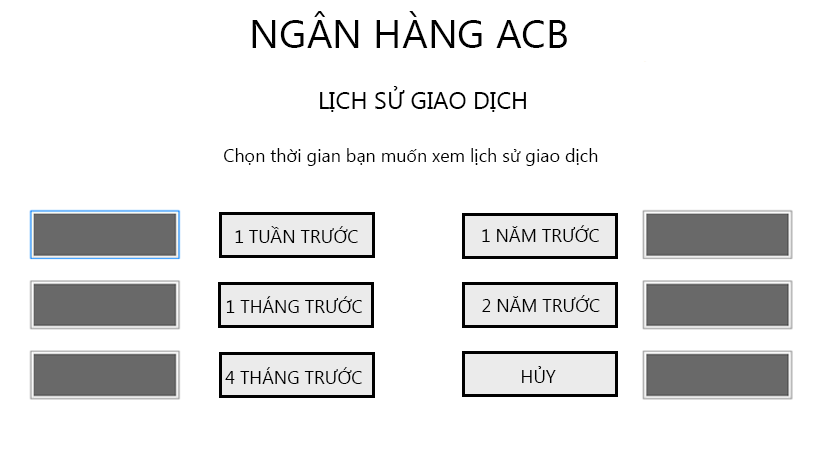 NGÂN HÀNG ACB
LỊCH SỬ GIAO DỊCH
Chọn thời gian bạn muốn xem lịch sử giao dịch
1 TUẦN TRƯỚC
1 NĂM TRƯỚC
1 THÁNG TRƯỚC
2 NĂM TRƯỚC
4 THÁNG TRƯỚC
HỦY